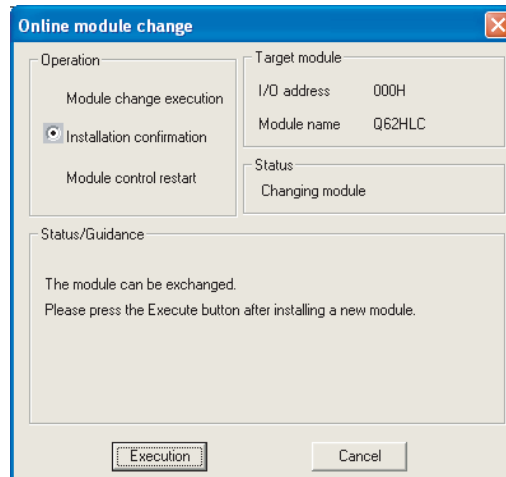 Online module change
Operation
Module change execution
Installation confirmation
Module control restart
Target module
I/O address 000H
Module name Q62HLC
Status
Changing module
Status/Guidance
The module can be exchanged.
Please press the Execute button after installing a new module.
Execution Cancel